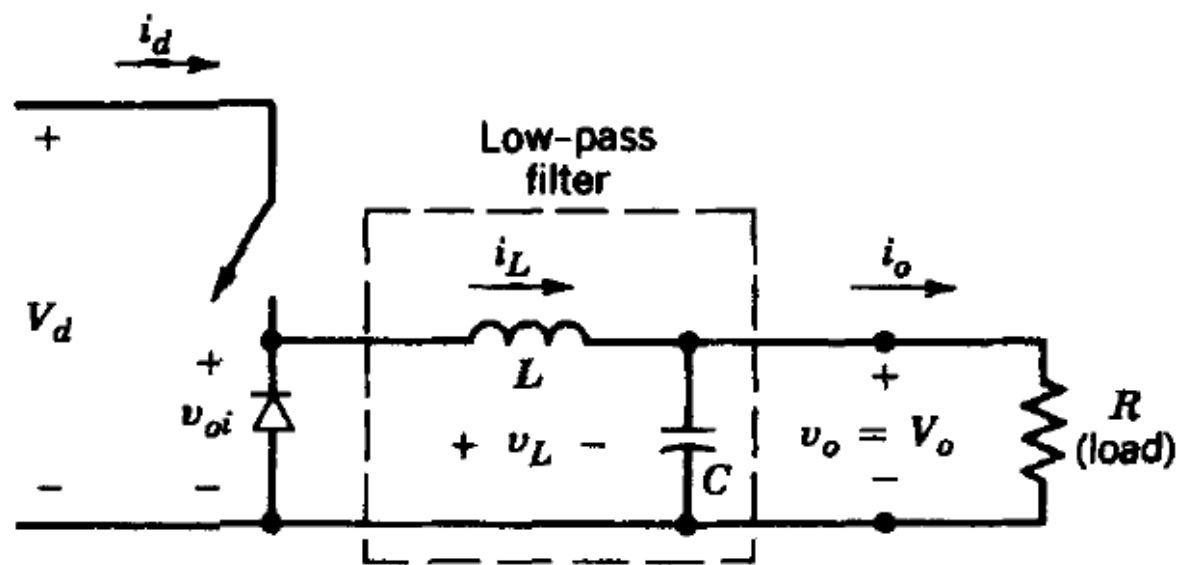 i_d
+
Low-pass
filter
i_L
i_o
V_d
+
L
+
R
(load)
v_oi
+ v_L −
C
v_o = V_o
−
−
−